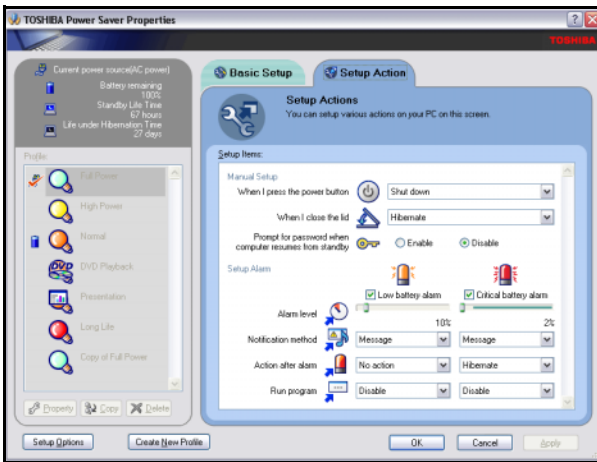 TOSHIBA Power Saver Properties
TOSHIBA
Current power source(AC power)
Battery remaining
100%
Standby Life Time
67 hours
Life under Hibernation Time
27 days
Profile:
Full Power
High Power
Normal
DVD Playback
Presentation
Long Life
Copy of Full Power
Property
Copy
Delete
Basic Setup
Setup Action
Setup Actions
You can setup various actions on your PC on this screen.
Setup Items:
Manual Setup
When I press the power button
Shut down
When I close the lid
Hibernate
Prompt for password when
computer resumes from standby
Enable
Disable
Setup Alarm
Low battery alarm
Critical battery alarm
Alarm level
10%
2%
Notification method
Message
Message
Action after alarm
No action
Hibernate
Run program
Disable
Disable
Setup Options
Create New Profile
OK
Cancel
Apply